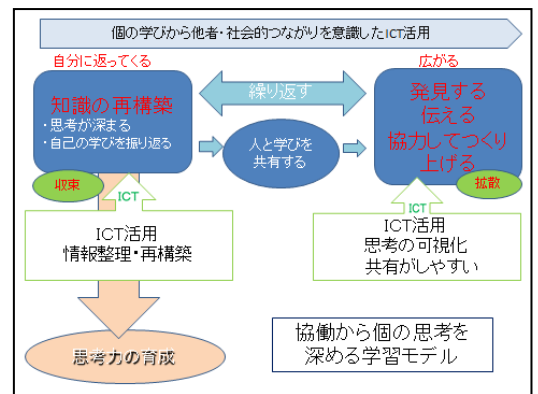 個の学びから他者・社会的つながりを意識したICT活用
自分に返ってくる
広がる
知識の再構築
・思考が深まる
・自己の学びを振り返る
収束
繰り返す
人と学びを
共有する
発見する
伝える
協力してつくり
上げる
拡散
ICT
ICT活用
情報整理・再構築
ICT
ICT活用
思考の可視化
共有がしやすい
思考力の育成
協働から個の思考を
深める学習モデル